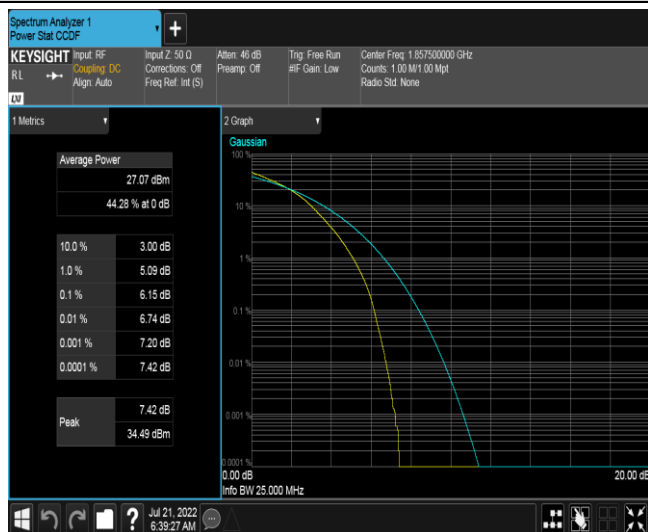 Spectrum Analyzer 1
Power Stat CCDF
+
KEYSIGHT
RL
LXI
Input: RF
Coupling: DC
Align: Auto
Input Z: 50 Ω
Corrections: Off
Freq Ref: Int (S)
Atten: 46 dB
Preamp: Off
Trig: Free Run
#IF Gain: Low
Center Freq: 1.857500000 GHz
Counts: 1.00 M/1.00 Mpt
Radio Std: None
1 Metrics
Average Power
27.07 dBm
44.28 % at 0 dB
10.0 % 3.00 dB
1.0 % 5.09 dB
0.1 % 6.15 dB
0.01 % 6.74 dB
0.001 % 7.20 dB
0.0001 % 7.42 dB
Peak
7.42 dB
34.49 dBm
2 Graph
Gaussian
100 %
10 %
1 %
0.1 %
0.01 %
0.001 %
0.0001 %
0.00 dB
20.00 dB
Info BW 25.000 MHz
?
Jul 21, 2022
6:39:27 AM